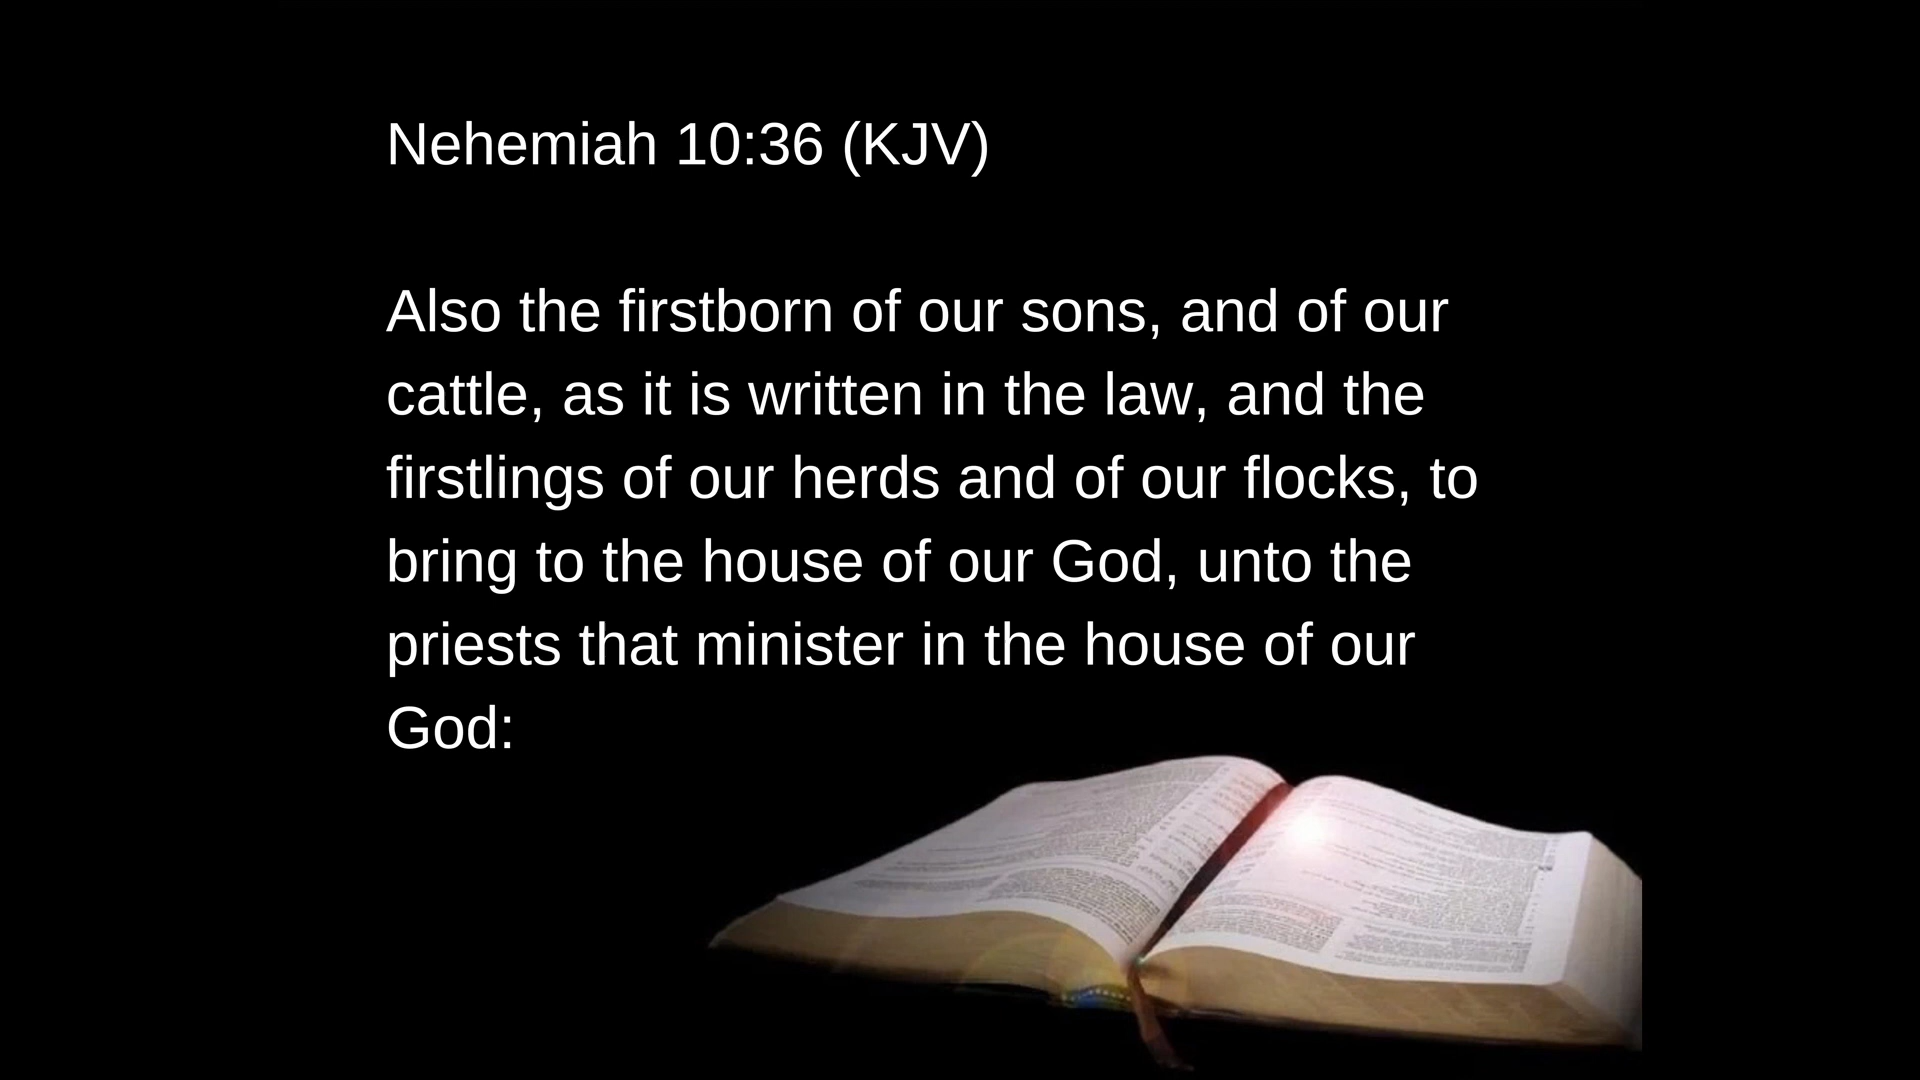 Nehemiah 10:36 (KJV)
Also the firstborn of our sons, and of our
cattle, as it is written in the law, and the
firstlings of our herds and of our flocks, to
bring to the house of our God, unto the
priests that minister in the house of our
God: